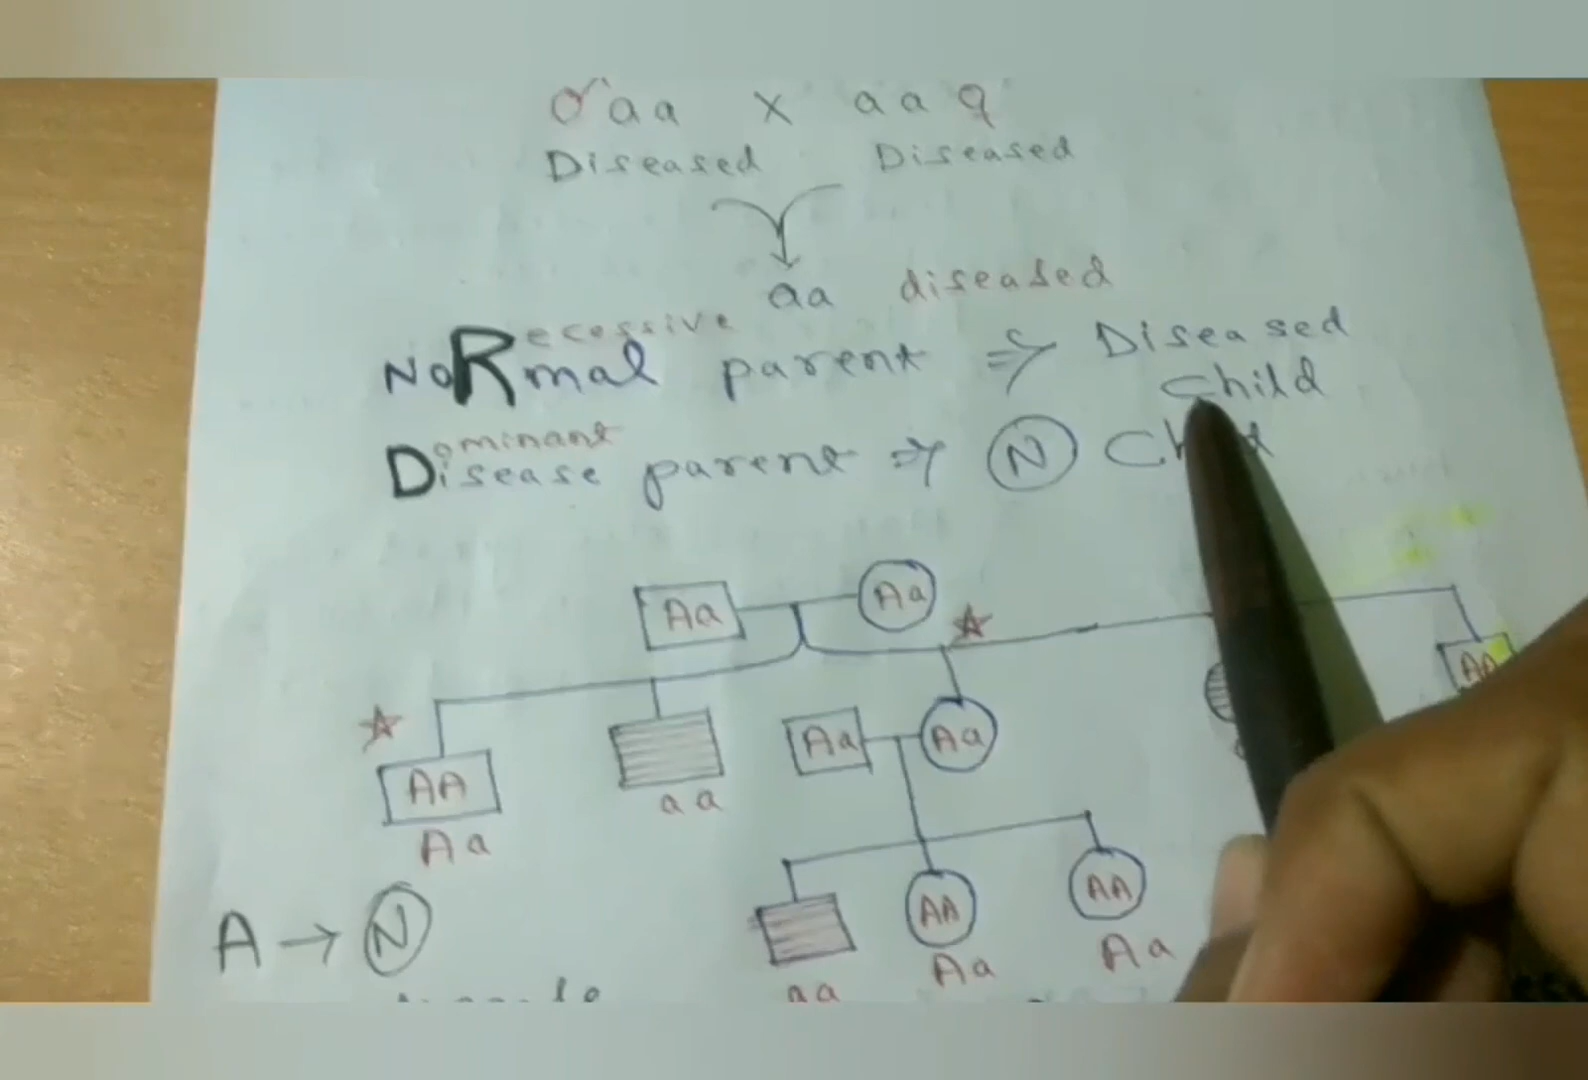 ♂ aa x aa ♀
Diseased Diseased
aa diseased
Recessive
NoRmal parent ⇒ Diseased
Child
Dominant
Disease parent ⇒ N
Aa Aa
AA
Aa Aa
AA
aa
Aa
AA AA
A → N
Aa Aa
aa